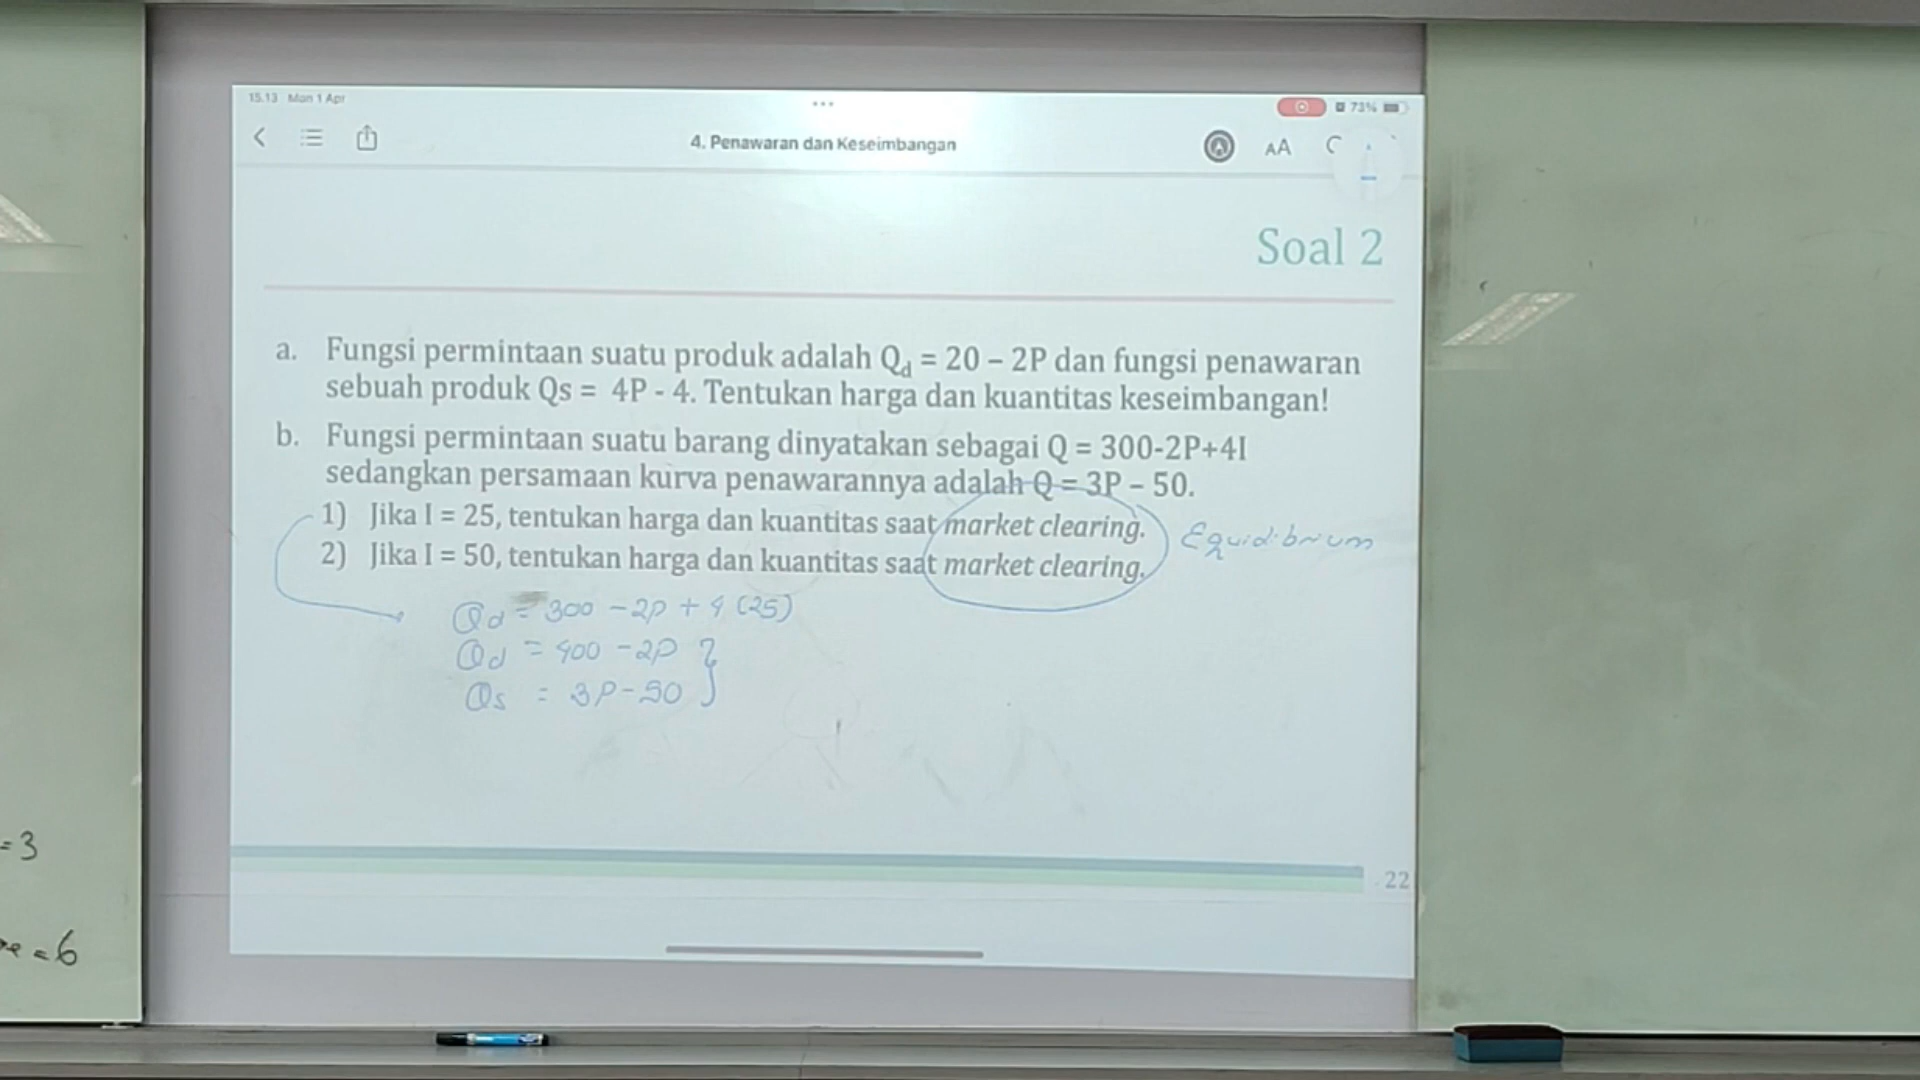 15.13 Mon 1 Apr
73%
4. Penawaran dan Keseimbangan
AA
Soal 2
a. Fungsi permintaan suatu produk adalah Qd = 20 – 2P dan fungsi penawaran
sebuah produk Qs = 4P - 4. Tentukan harga dan kuantitas keseimbangan!
b. Fungsi permintaan suatu barang dinyatakan sebagai Q = 300-2P+4I
sedangkan persamaan kurva penawarannya adalah Q = 3P – 50.
1) Jika I = 25, tentukan harga dan kuantitas saat market clearing.
Equidibrium
2) Jika I = 50, tentukan harga dan kuantitas saat market clearing.
Qd = 300 - 2P + 4 (25)
Qd = 400 - 2P
Qs = 3P - 50
= 3
= 6
22